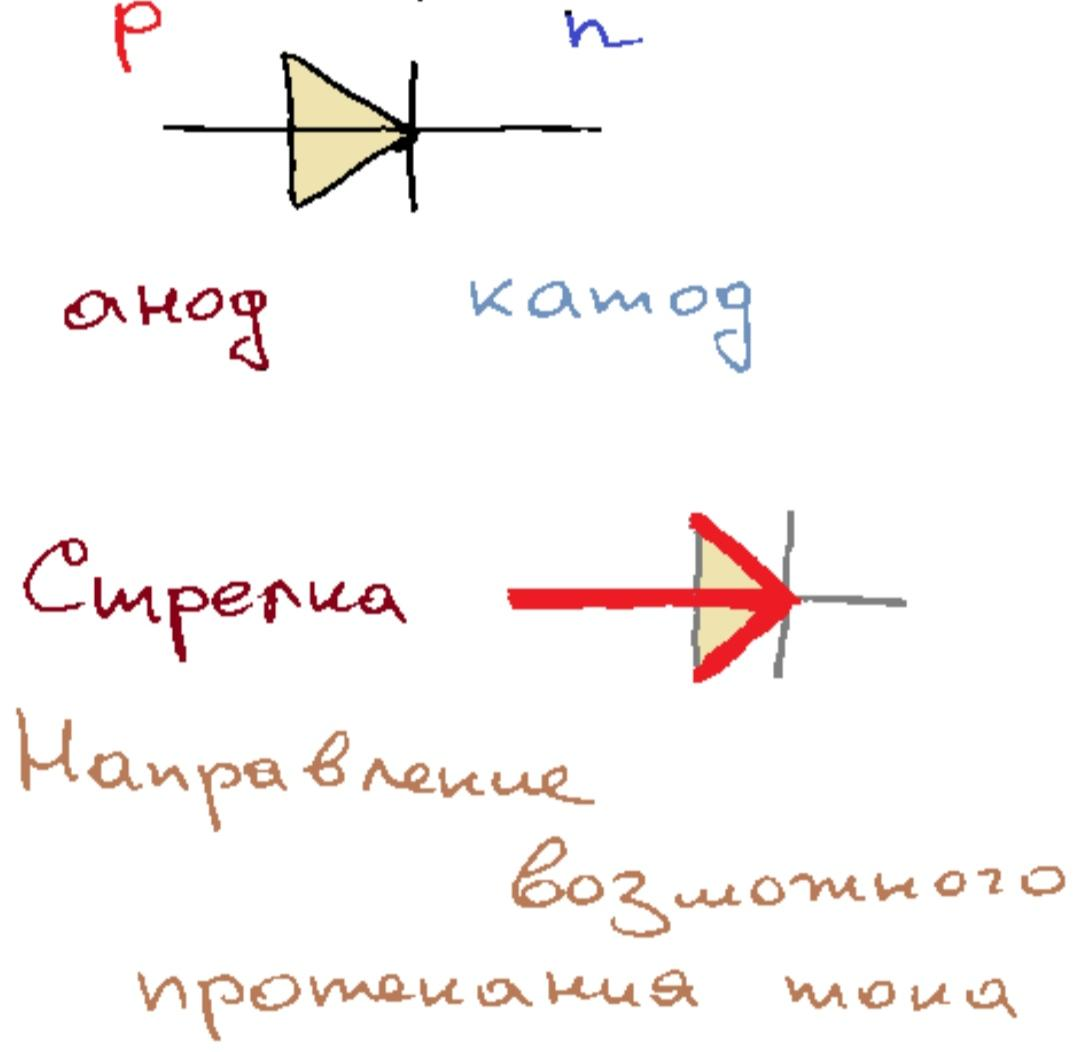 p n
анод катод
Стрелка
Направление
возможного
протекания тока